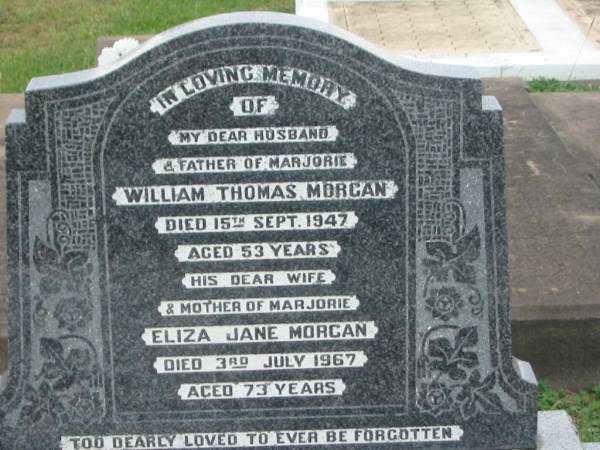 IN LOVING MEMORY
OF
MY DEAR HUSBAND
& FATHER OF MARJORIE
WILLIAM THOMAS MORGAN
DIED 15TH SEPT. 1947
AGED 53 YEARS
HIS DEAR WIFE
& MOTHER OF MARJORIE
ELIZA JANE MORGAN
DIED 3RD JULY 1967
AGED 73 YEARS
TOO DEARLY LOVED TO EVER BE FORGOTTEN